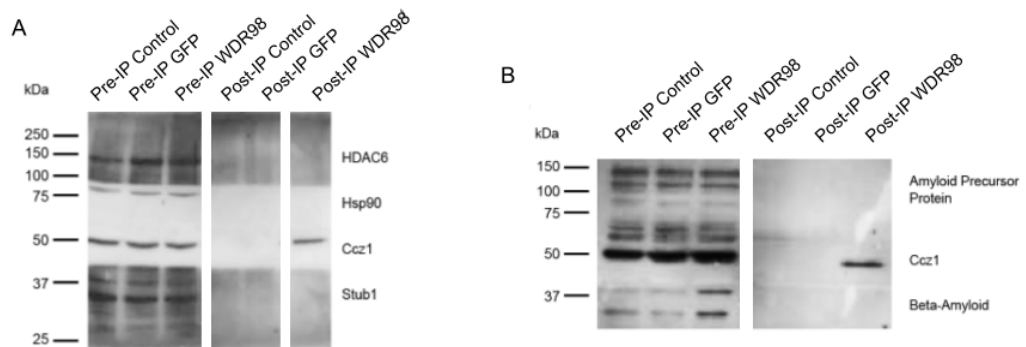 A
Pre-IP Control
Pre-IP GFP
Pre-IP WDR98
Post-IP Control
Post-IP GFP
Post-IP WDR98
kDa
250
150
100
75
50
37
25
HDAC6
Hsp90
Ccz1
Stub1
B
Pre-IP Control
Pre-IP GFP
Pre-IP WDR98
Post-IP Control
Post-IP GFP
Post-IP WDR98
kDa
150
100
75
50
37
Amyloid Precursor
Protein
Ccz1
Beta-Amyloid